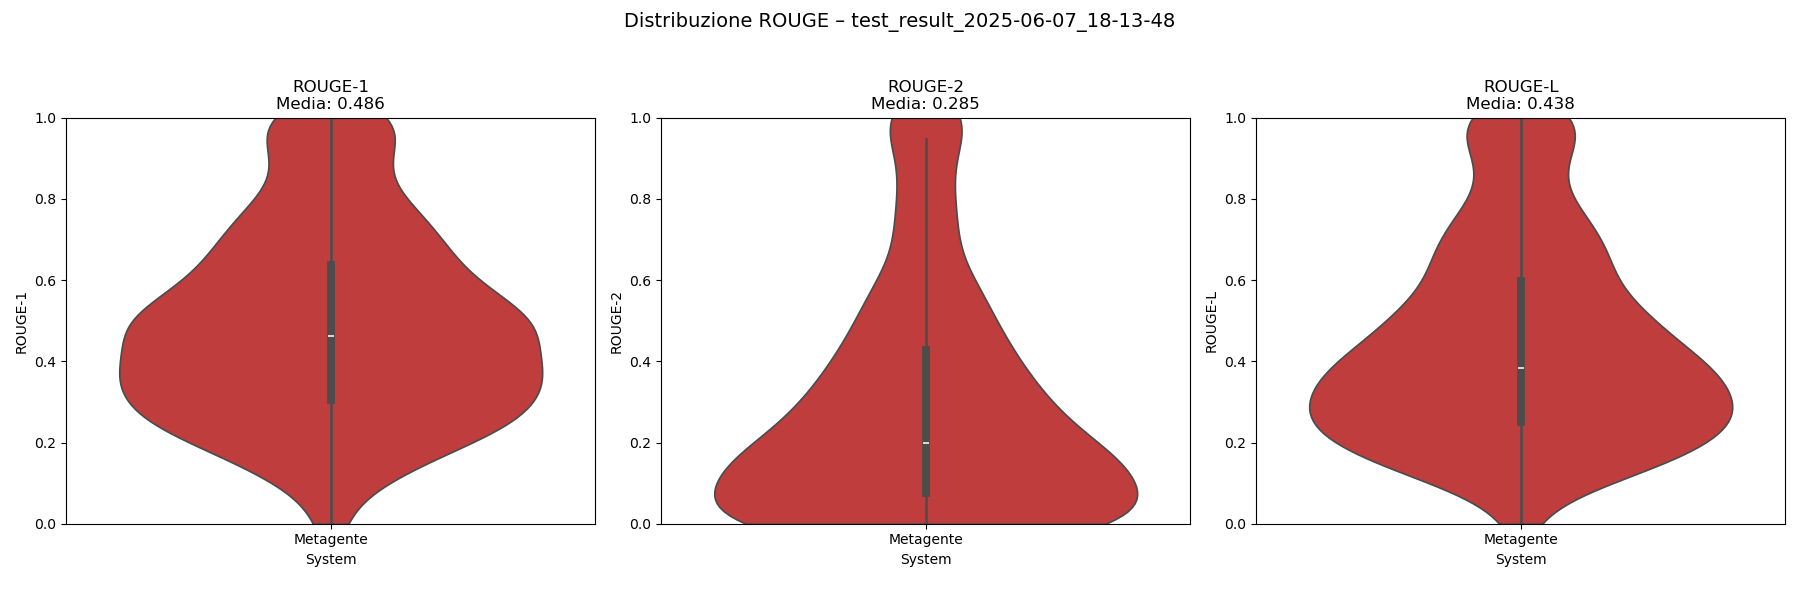 Distribuzione ROUGE – test_result_2025-06-07_18-13-48
ROUGE-1
Media: 0.486
1.0
0.8
0.6
0.4
0.2
0.0
ROUGE-1
Metagente
System
ROUGE-2
Media: 0.285
1.0
0.8
0.6
0.4
0.2
0.0
ROUGE-2
Metagente
System
ROUGE-L
Media: 0.438
1.0
0.8
0.6
0.4
0.2
0.0
ROUGE-L
Metagente
System